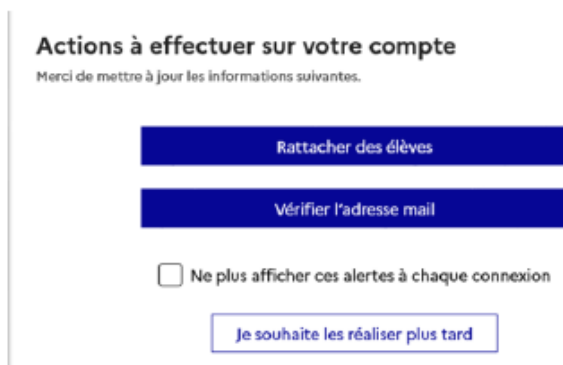 Actions à effectuer sur votre compte
Merci de mettre à jour les informations suivantes.
Rattacher des élèves
Vérifier l'adresse mail
Ne plus afficher ces alertes à chaque connexion
Je souhaite les réaliser plus tard